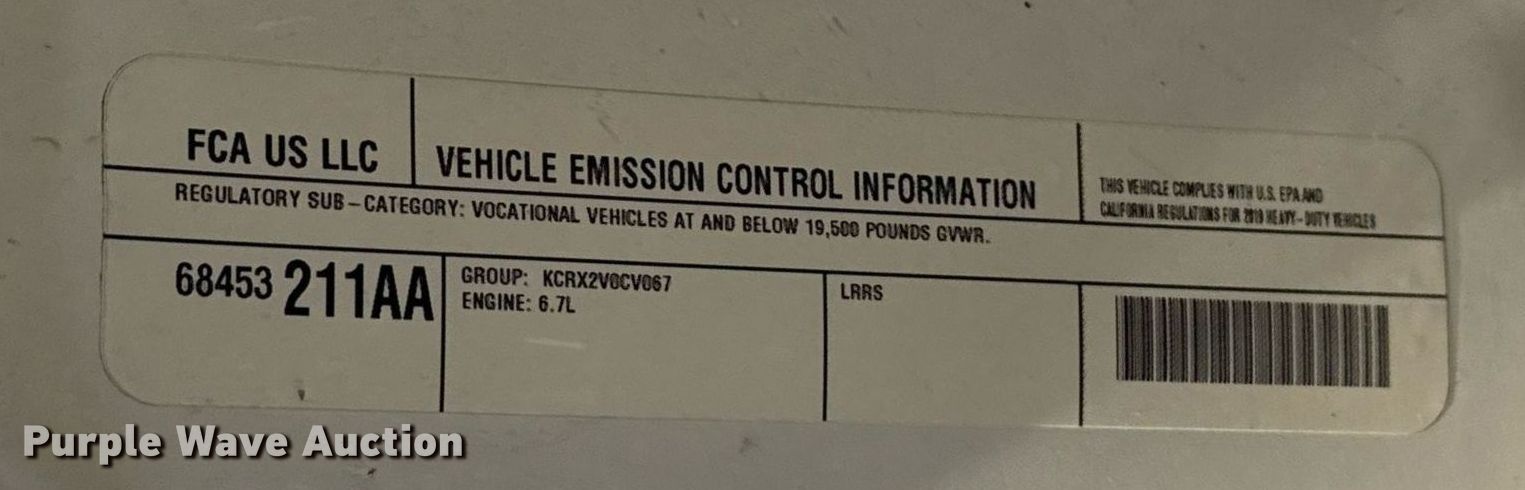 FCA US LLC
VEHICLE EMISSION CONTROL INFORMATION
THIS VEHICLE COMPLIES WITH U.S. EPA AND
CALIFORNIA REGULATIONS FOR 2019 HEAVY-DUTY VEHICLES
REGULATORY SUB-CATEGORY: VOCATIONAL VEHICLES AT AND BELOW 19,500 POUNDS GVWR.
68453 211AA
GROUP: KCRX2V0CV067
ENGINE: 6.7L
LRRS
Purple Wave Auction